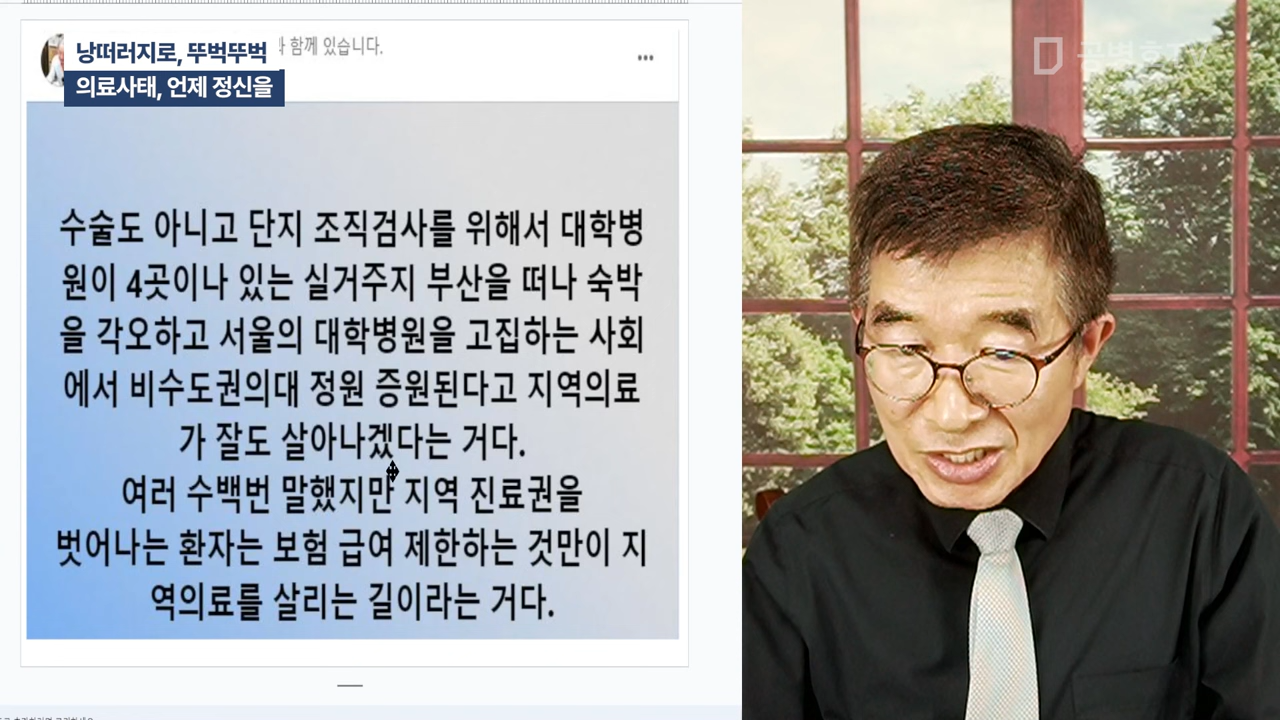 낭떠러지로, 뚜벅뚜벅
의료사태, 언제 정신을
함께 있습니다.
수술도 아니고 단지 조직검사를 위해서 대학병
원이 4곳이나 있는 실거주지 부산을 떠나 숙박
을 각오하고 서울의 대학병원을 고집하는 사회
에서 비수도권의대 정원 증원된다고 지역의료
가 잘도 살아나겠다는 거다.
여러 수백번 말했지만 지역 진료권을
벗어나는 환자는 보험 급여 제한하는 것만이 지
역의료를 살리는 길이라는 거다.
공병호TV